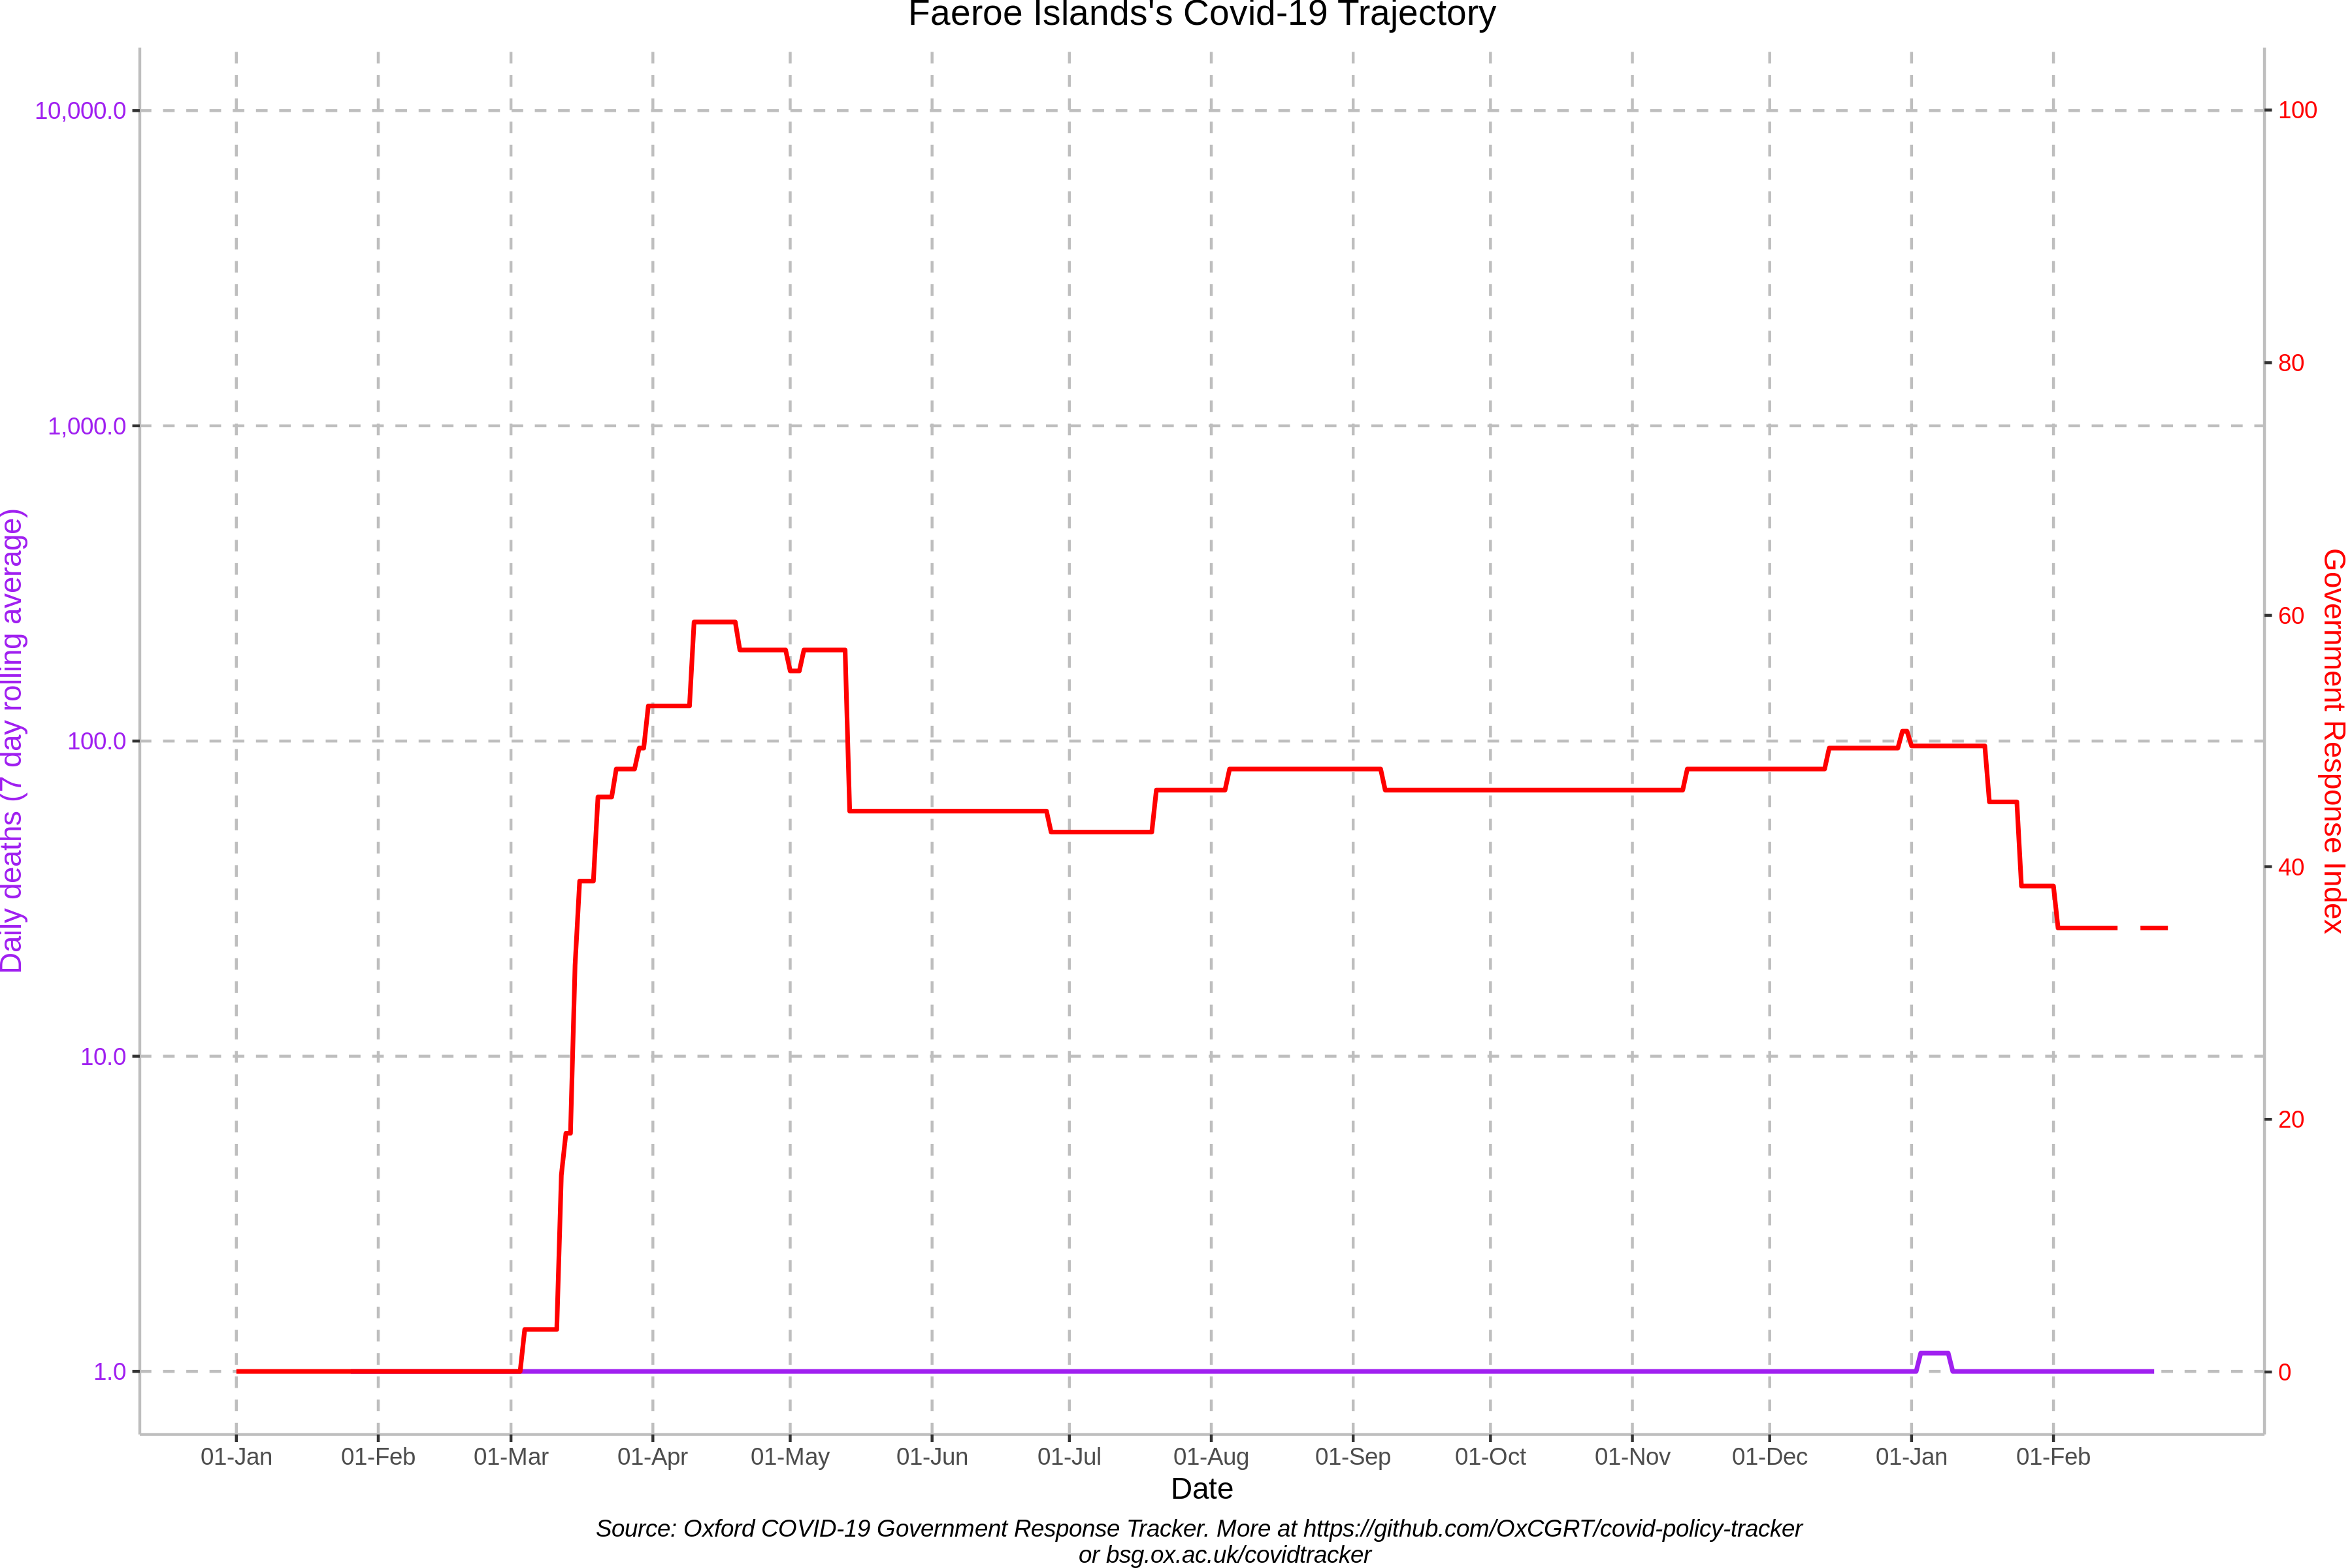 Faeroe Islands's Covid-19 Trajectory
10,000.0
1,000.0
100.0
10.0
1.0
Daily deaths (7 day rolling average)
100
80
60
40
20
0
Government Response Index
01-Jan
01-Feb
01-Mar
01-Apr
01-May
01-Jun
01-Jul
01-Aug
01-Sep
01-Oct
01-Nov
01-Dec
01-Jan
01-Feb
Date
Source: Oxford COVID-19 Government Response Tracker. More at https://github.com/OxCGRT/covid-policy-tracker
or bsg.ox.ac.uk/covidtracker